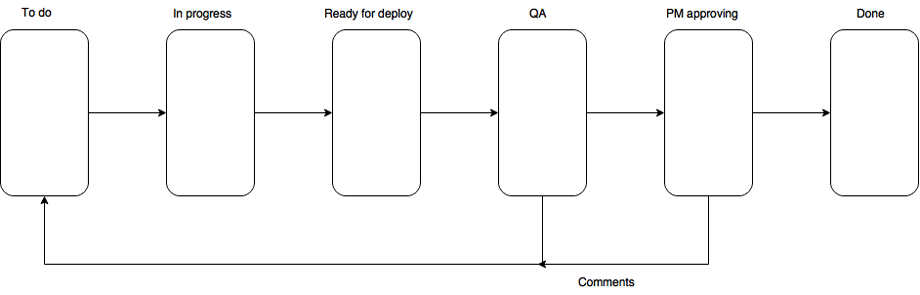 To do
In progress
Ready for deploy
QA
PM approving
Done
Comments